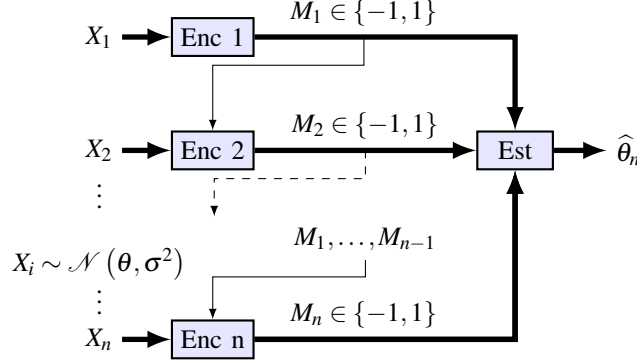 X₁ Enc 1 M₁ ∈ {−1, 1}
X₂ Enc 2 M₂ ∈ {−1, 1} Est θ̂ₙ
⋮
M₁, …, Mₙ₋₁
Xᵢ ∼ 𝒩 (θ, σ²)
⋮
Xₙ Enc n Mₙ ∈ {−1, 1}